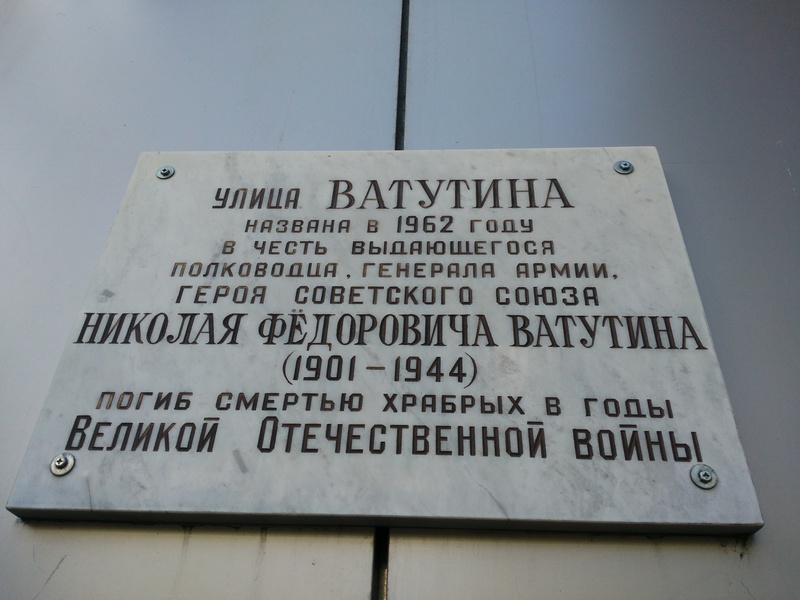 УЛИЦА ВАТУТИНА
НАЗВАНА В 1962 ГОДУ
В ЧЕСТЬ ВЫДАЮЩЕГОСЯ
ПОЛКОВОДЦА, ГЕНЕРАЛА АРМИИ,
ГЕРОЯ СОВЕТСКОГО СОЮЗА
НИКОЛАЯ ФЁДОРОВИЧА ВАТУТИНА
(1901-1944)
ПОГИБ СМЕРТЬЮ ХРАБРЫХ В ГОДЫ
ВЕЛИКОЙ ОТЕЧЕСТВЕННОЙ ВОЙНЫ